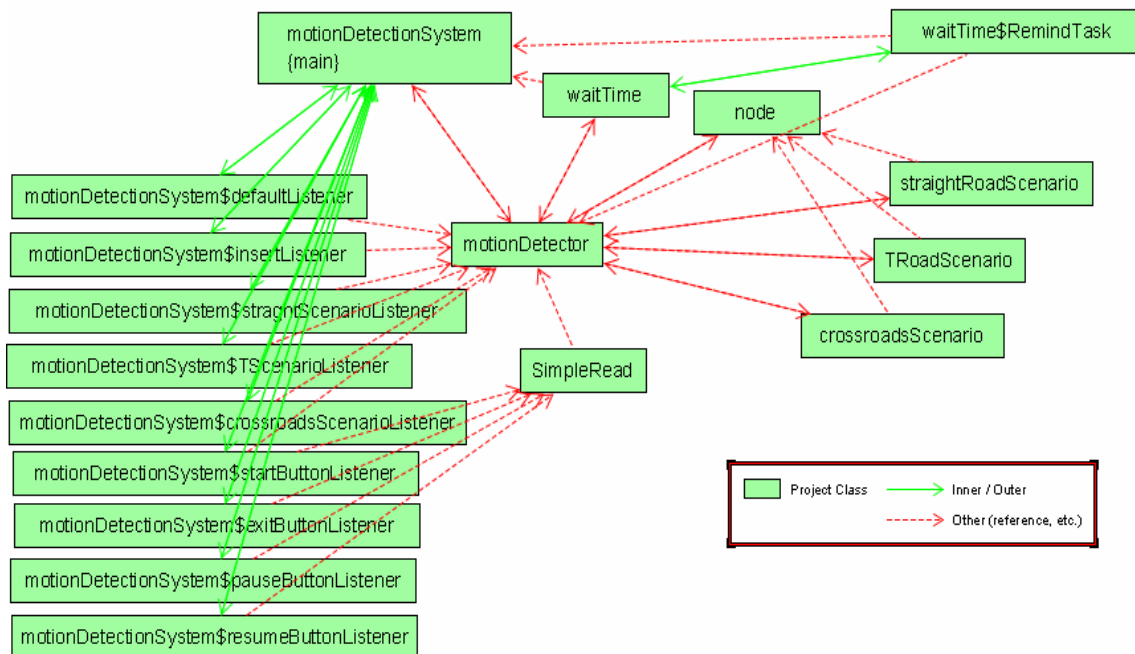 motionDetectionSystem
{main}
waitTime$RemindTask
waitTime
node
motionDetectionSystem$defaultListener
straightRoadScenario
motionDetector
motionDetectionSystem$insertListener
TRoadScenario
motionDetectionSystem$straghtScenarioListener
crossroadsScenario
motionDetectionSystem$TScenarioListener
SimpleRead
motionDetectionSystem$crossroadsScenarioListener
motionDetectionSystem$startButtonListener
motionDetectionSystem$exitButtonListener
motionDetectionSystem$pauseButtonListener
motionDetectionSystem$resumeButtonListener
Project Class
Inner / Outer
Other (reference, etc.)